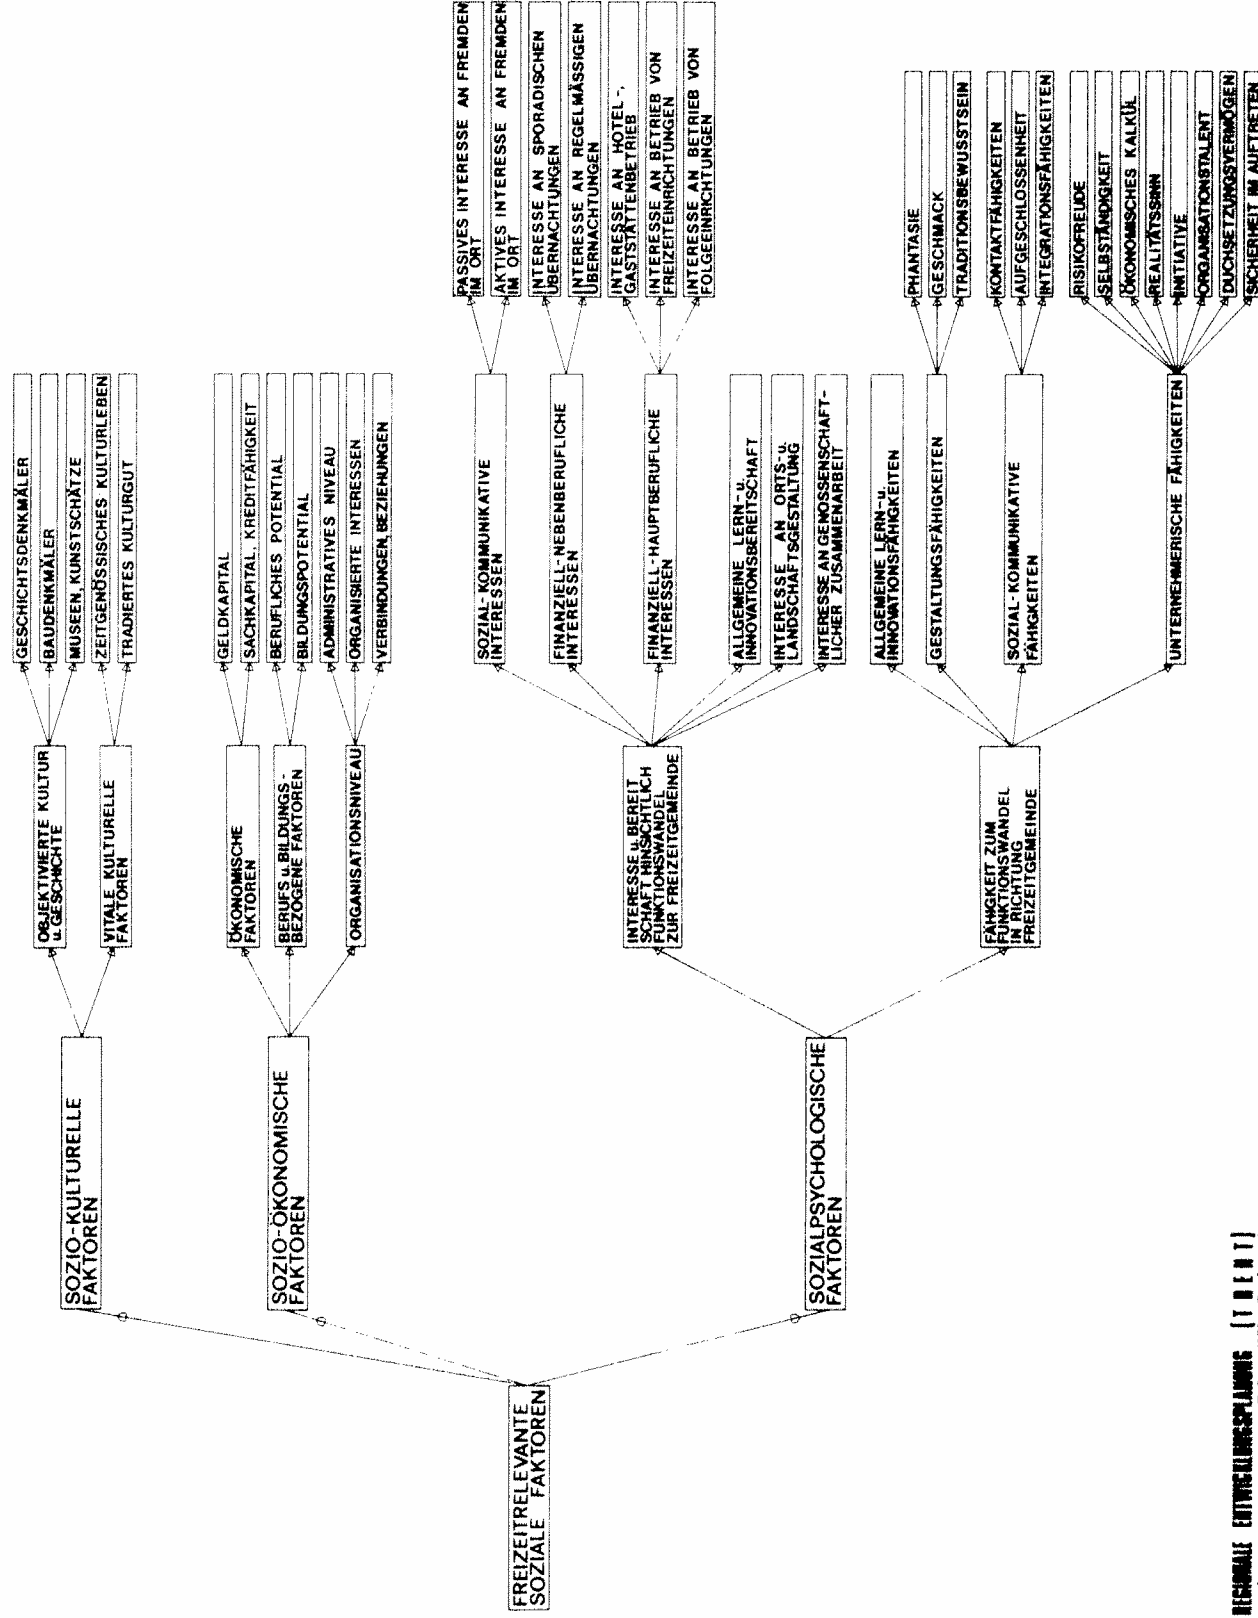 FREIZEITRELEVANTE
SOZIALE FAKTOREN
SOZIO-KULTURELLE
FAKTOREN
OBJEKTIVIERTE KULTUR
u. GESCHICHTE
GESCHICHTSDENKMÄLER
BAUDENKMÄLER
MUSEEN, KUNSTSCHÄTZE
VITALE KULTURELLE
FAKTOREN
ZEITGENÖSSISCHES KULTURLEBEN
TRADIERTES KULTURGUT
SOZIO-ÖKONOMISCHE
FAKTOREN
ÖKONOMISCHE
FAKTOREN
GELDKAPITAL
SACHKAPITAL, KREDITFÄHIGKEIT
BERUFS u. BILDUNGS-
BEZOGENE FAKTOREN
BERUFLICHES POTENTIAL
BILDUNGSPOTENTIAL
ORGANISATIONSNIVEAU
ADMINISTRATIVES NIVEAU
ORGANISIERTE INTERESSEN
VERBINDUNGEN, BEZIEHUNGEN
SOZIALPSYCHOLOGISCHE
FAKTOREN
INTERESSE u. BEREIT
SCHAFT HINSICHTLICH
FUNKTIONSWANDEL
ZUR FREIZEITGEMEINDE
SOZIAL-KOMMUNIKATIVE
INTERESSEN
PASSIVES INTERESSE AN FREMDEN
IM ORT
AKTIVES INTERESSE AN FREMDEN
IM ORT
FINANZIELL-NEBENBERUFLICHE
INTERESSEN
INTERESSE AN SPORADISCHEN
ÜBERNACHTUNGEN
INTERESSE AN REGELMÄSSIGEN
ÜBERNACHTUNGEN
FINANZIELL-HAUPTBERUFLICHE
INTERESSEN
INTERESSE AN HOTEL-,
GASTSTÄTTENBETRIEB
INTERESSE AN BETRIEB VON
FREIZEITEINRICHTUNGEN
INTERESSE AN BETRIEB VON
FOLGEEINRICHTUNGEN
ALLGEMEINE LERN-u.
INNOVATIONSBEREITSCHAFT
INTERESSE AN ORTS-u.
LANDSCHAFTSGESTALTUNG
INTERESSE AN GENOSSENSCHAFT-
LICHER ZUSAMMENARBEIT
FÄHIGKEIT ZUM
FUNKTIONSWANDEL
IN RICHTUNG
FREIZEITGEMEINDE
ALLGEMEINE LERN-u.
INNOVATIONSFÄHIGKEITEN
GESTALTUNGSFÄHIGKEITEN
PHANTASIE
GESCHMACK
TRADITIONSBEWUSSTSEIN
SOZIAL-KOMMUNIKATIVE
FÄHIGKEITEN
KONTAKTFÄHIGKEITEN
AUFGESCHLOSSENHEIT
INTEGRATIONSFÄHIGKEITEN
UNTERNEHMERISCHE FÄHIGKEITEN
RISIKOFREUDE
SELBSTÄNDIGKEIT
ÖKONOMISCHES KALKÜL
REALITÄTSSINN
INITIATIVE
ORGANISATIONSTALENT
DUCHSETZUNGSVERMÖGEN
SICHERHEIT IM AUFTRETEN
REGIONALE ENTWICKLUNGSPLANUNG [TRENT]